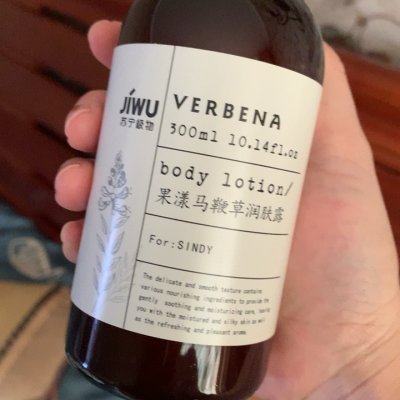 JIWU
苏宁极物
VERBENA
300ml 10.14fl.oz
body lotion/
果漾马鞭草润肤露
For:SINDY
The delicate and smooth texture contains
various nourishing ingredients to provide the
gently soothing and moisturizing care, leaving
you with the moistured and silky skin as well
as the refreshing and pleasant aroma.